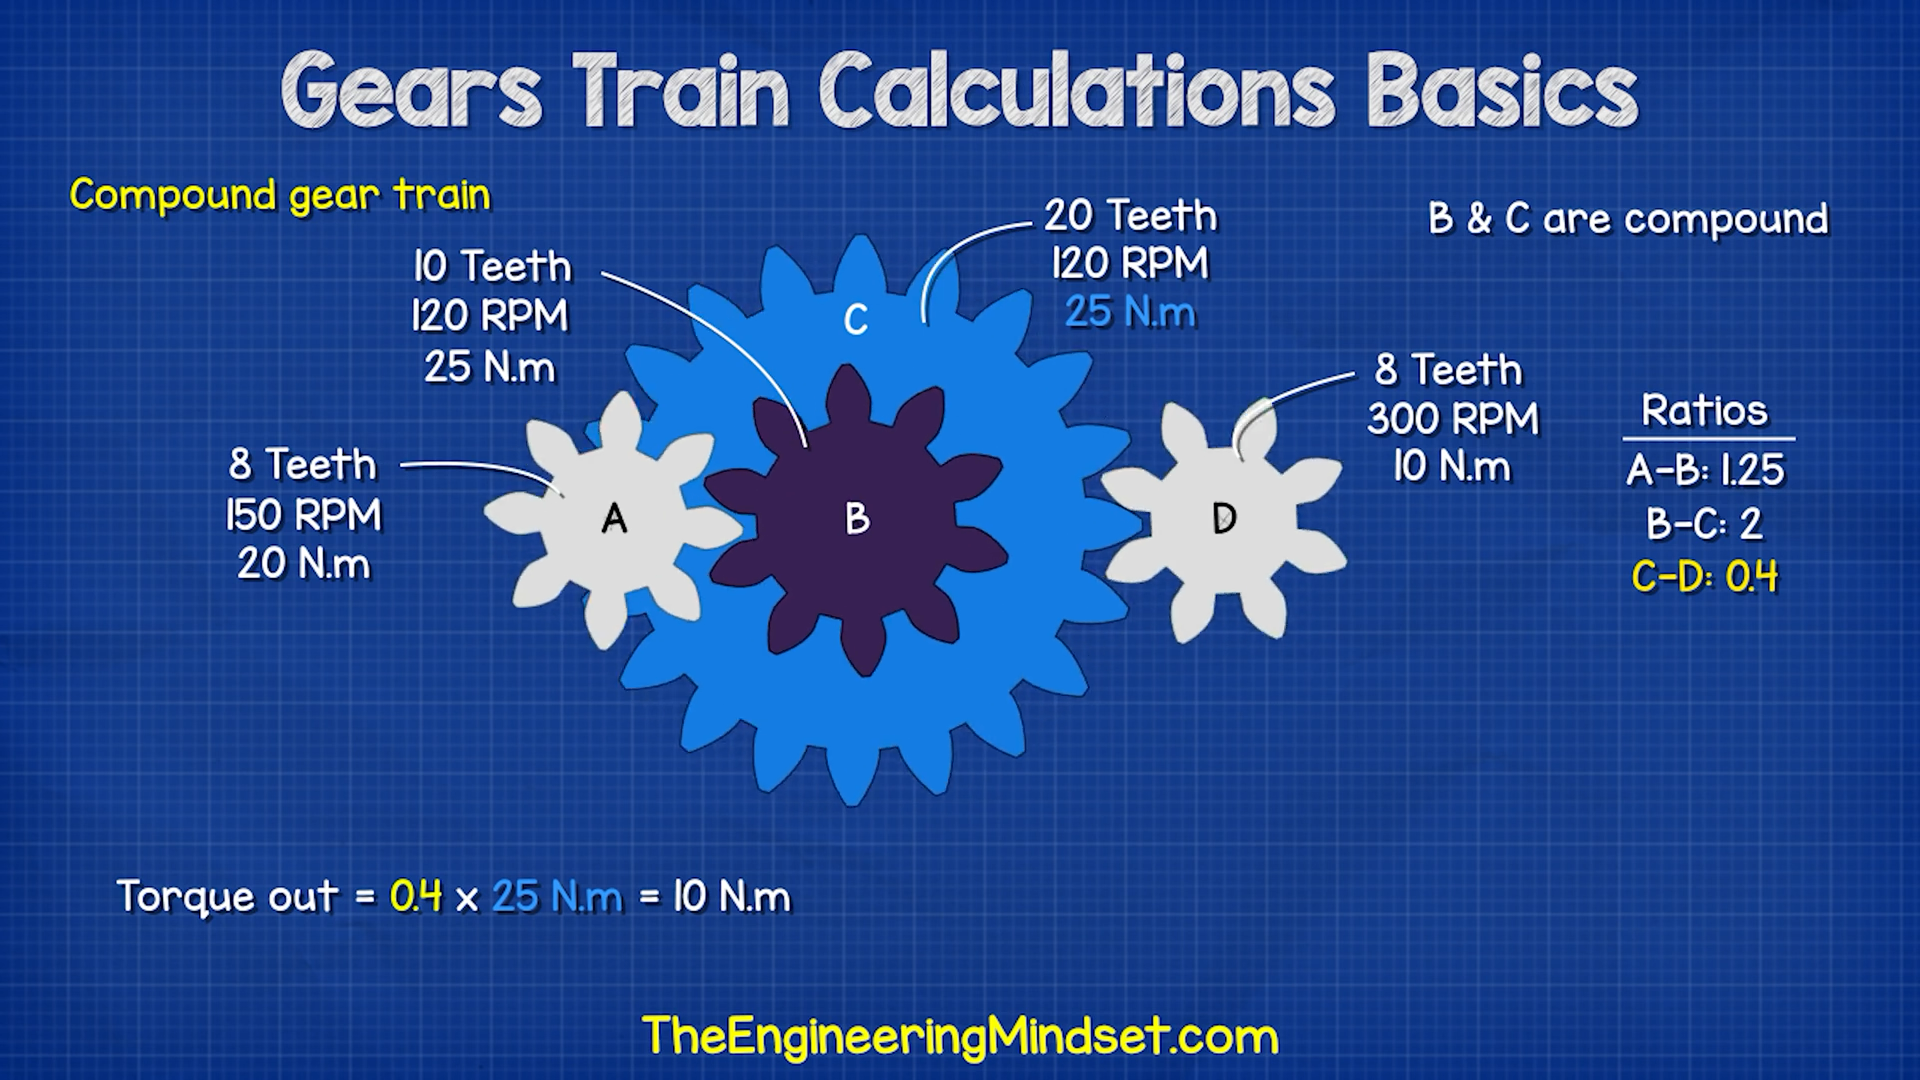 Gears Train Calculations Basics
Compound gear train
B & C are compound
20 Teeth
120 RPM
25 N.m
10 Teeth
120 RPM
25 N.m
8 Teeth
150 RPM
20 N.m
8 Teeth
300 RPM
10 N.m
A
B
C
D
Ratios
A-B: 1.25
B-C: 2
C-D: 0.4
Torque out = 0.4 x 25 N.m = 10 N.m
TheEngineeringMindset.com